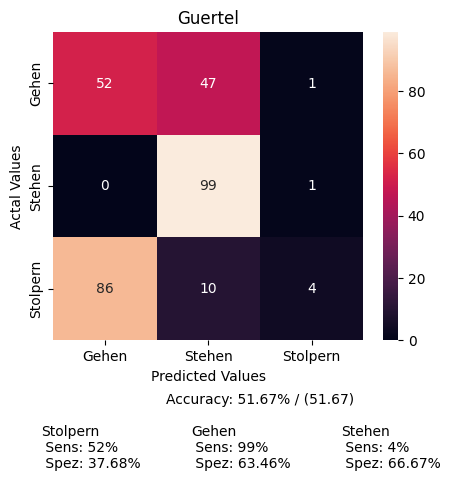 Guertel
Gehen 52 47 1
Stehen 0 99 1
Stolpern 86 10 4
Actal Values
Gehen Stehen Stolpern
Predicted Values
80
60
40
20
0
Accuracy: 51.67% / (51.67)
Stolpern Gehen Stehen
Sens: 52% Sens: 99% Sens: 4%
Spez: 37.68% Spez: 63.46% Spez: 66.67%